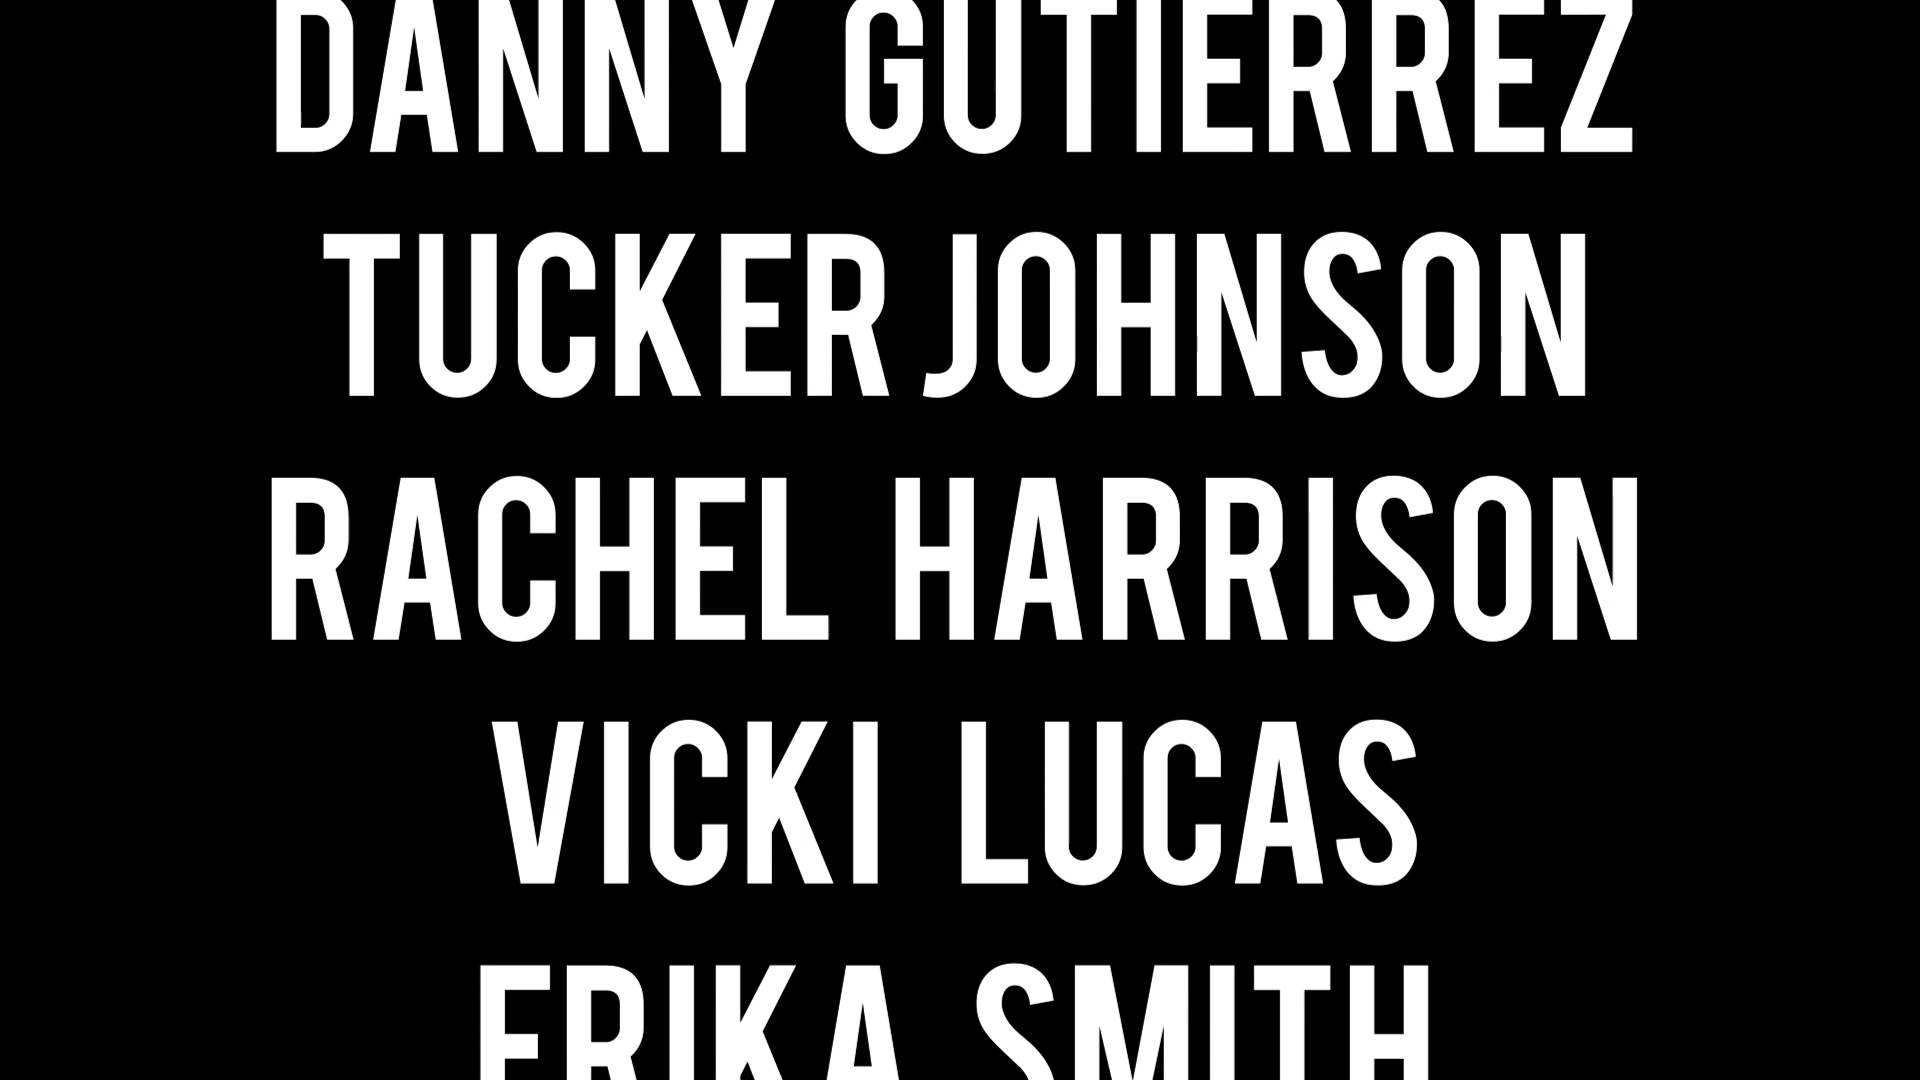 DANNY GUTIERREZ
TUCKER JOHNSON
RACHEL HARRISON
VICKI LUCAS
ERIKA SMITH